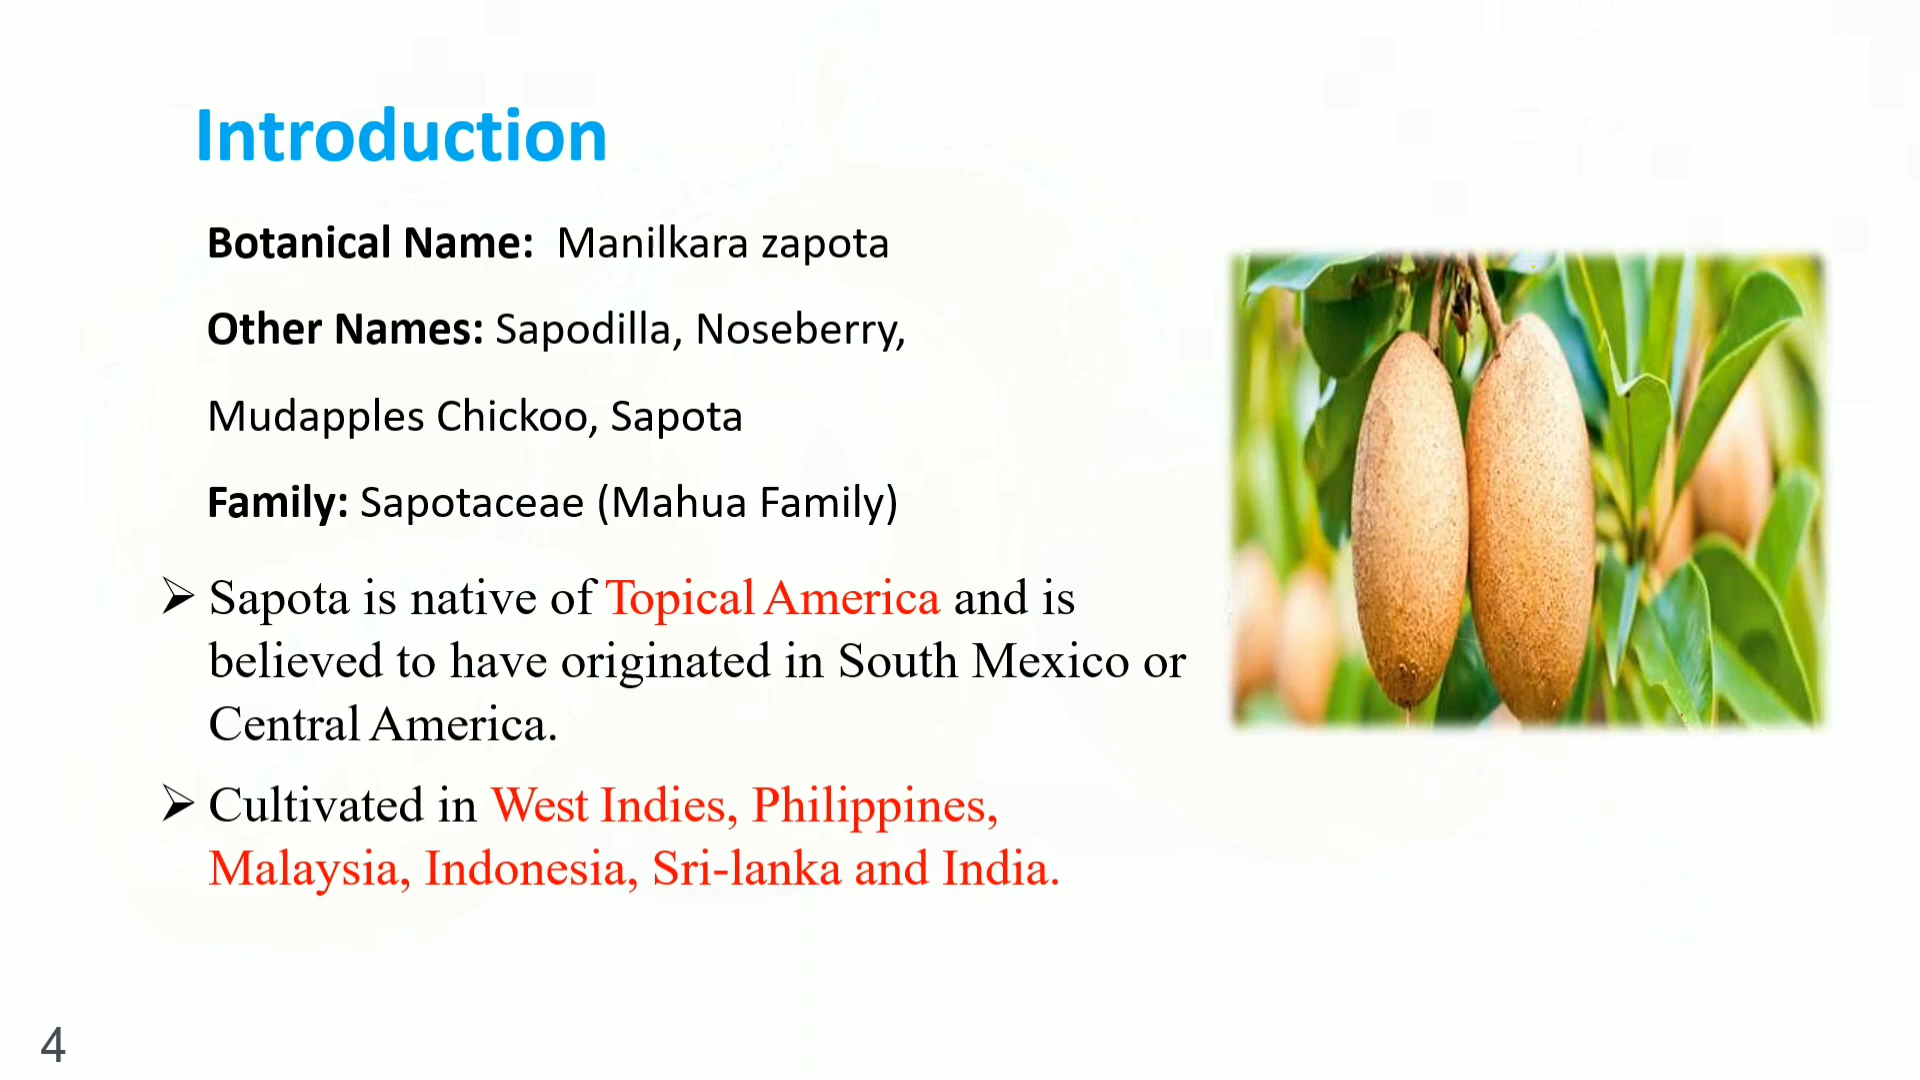 Introduction
Botanical Name: Manilkara zapota
Other Names: Sapodilla, Noseberry,
Mudapples Chickoo, Sapota
Family: Sapotaceae (Mahua Family)
➢ Sapota is native of Topical America and is
believed to have originated in South Mexico or
Central America.
➢ Cultivated in West Indies, Philippines,
Malaysia, Indonesia, Sri-lanka and India.
4